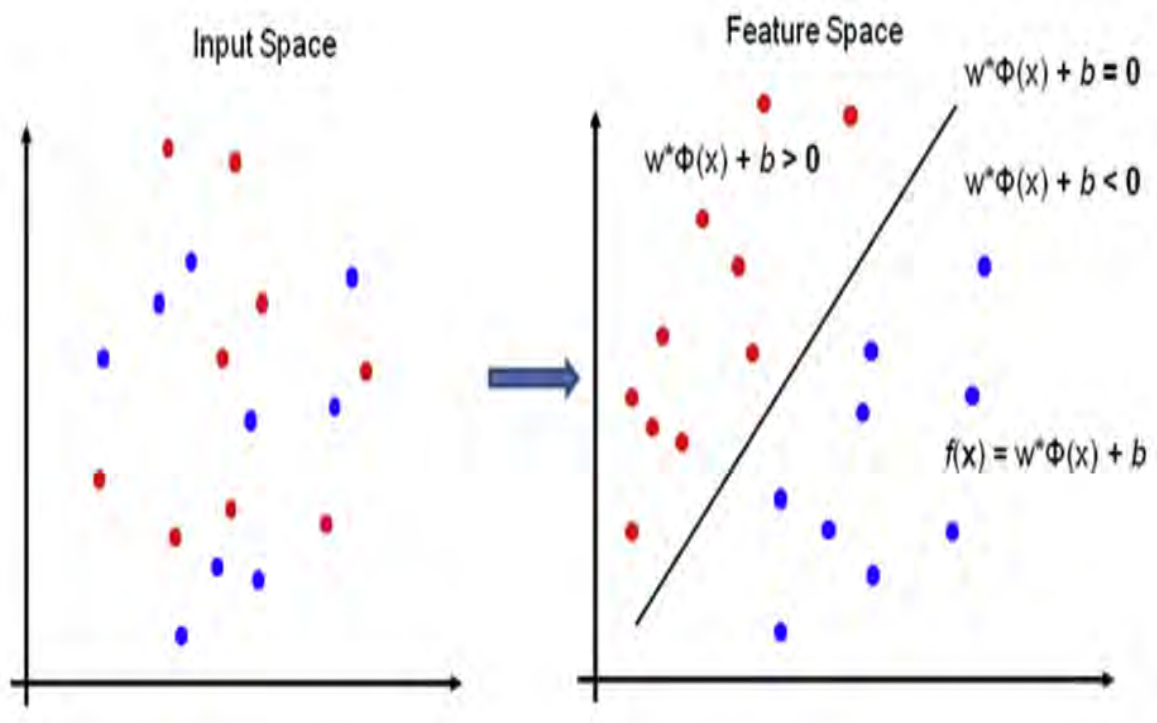 Input Space
Feature Space
w*Φ(x) + b = 0
w*Φ(x) + b > 0
w*Φ(x) + b < 0
f(x) = w*Φ(x) + b